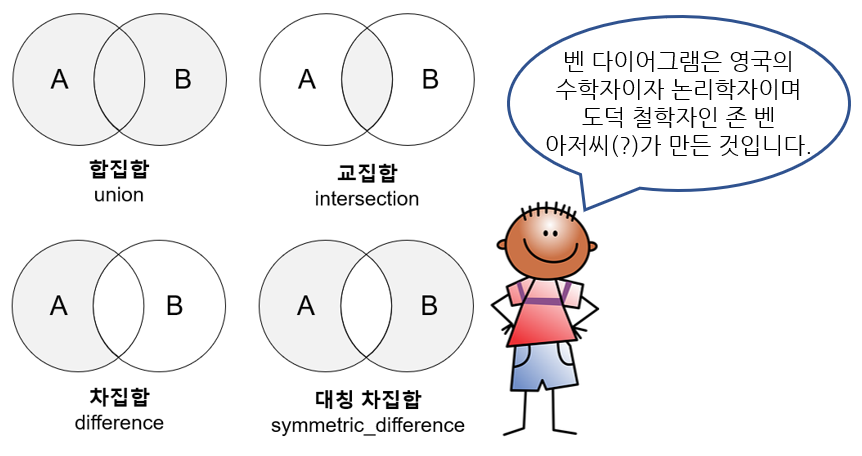 A B
합집합
union
A B
교집합
intersection
벤 다이어그램은 영국의
수학자이자 논리학자이며
도덕 철학자인 존 벤
아저씨(?)가 만든 것입니다.
A B
차집합
difference
A B
대칭 차집합
symmetric_difference